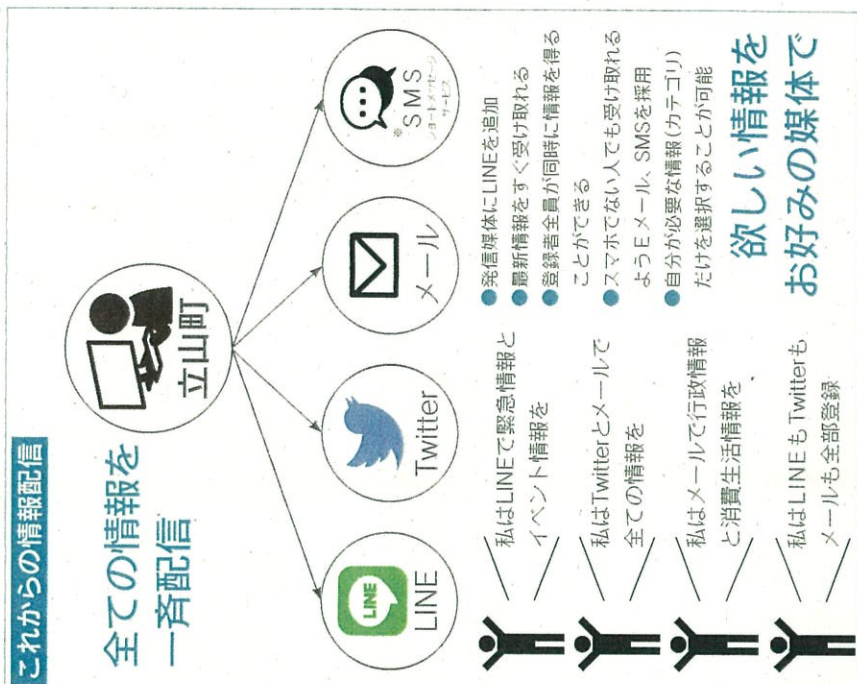 これからの情報配信
全ての情報を
一斉配信
立山町
LINE
LINE
Twitter
メール
※
SMS
ショートメッセージ
サービス
私はLINEで緊急情報と
イベント情報を
私はTwitterとメールで
全ての情報を
私はメールで行政情報
と消費生活情報を
私はLINEもTwitterも
メールも全部登録
●発信媒体にLINEを追加
●最新情報をすぐ受け取れる
●登録者全員が同時に情報を得る
ことができる
●スマホでない人でも受け取れる
ようEメール、SMSを採用
●自分が必要な情報(カテゴリ)
だけを選択することが可能
欲しい情報を
お好みの媒体で